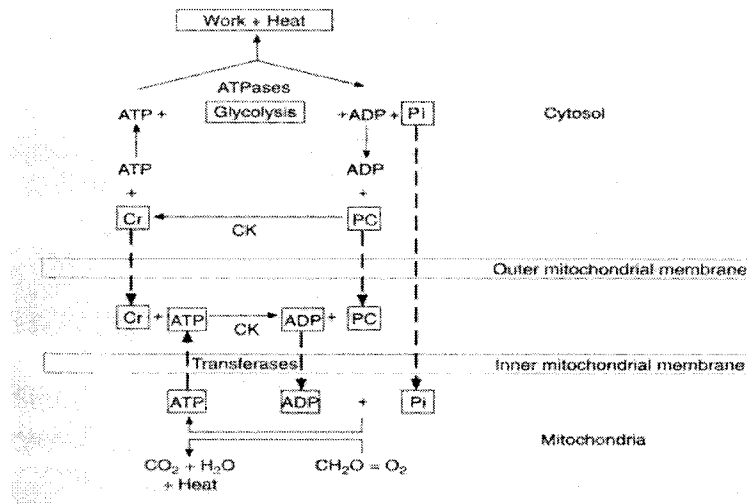 Work + Heat
ATPases
ATP + Glycolysis +ADP + Pi Cytosol
ATP ADP
+ +
Cr PC
CK
Outer mitochondrial membrane
Cr + ATP ADP + PC
CK
Transferases Inner mitochondrial membrane
ATP ADP + Pi
Mitochondria
CO₂ + H₂O CH₂O = O₂
+ Heat